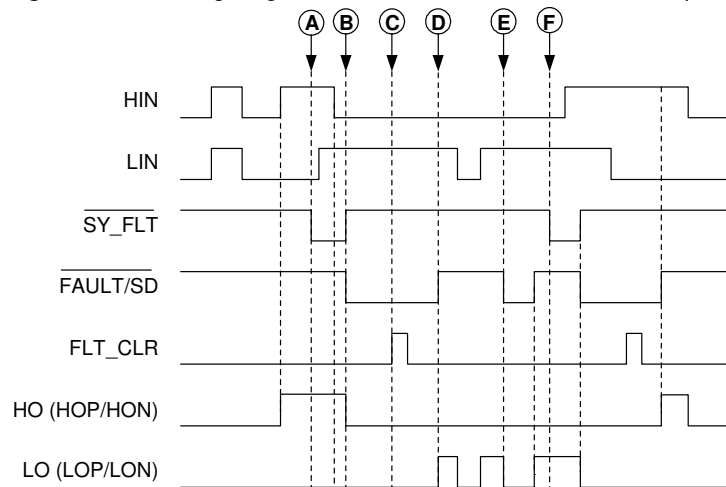 A B C D E F
HIN
LIN
SY_FLT
FAULT/SD
FLT_CLR
HO (HOP/HON)
LO (LOP/LON)